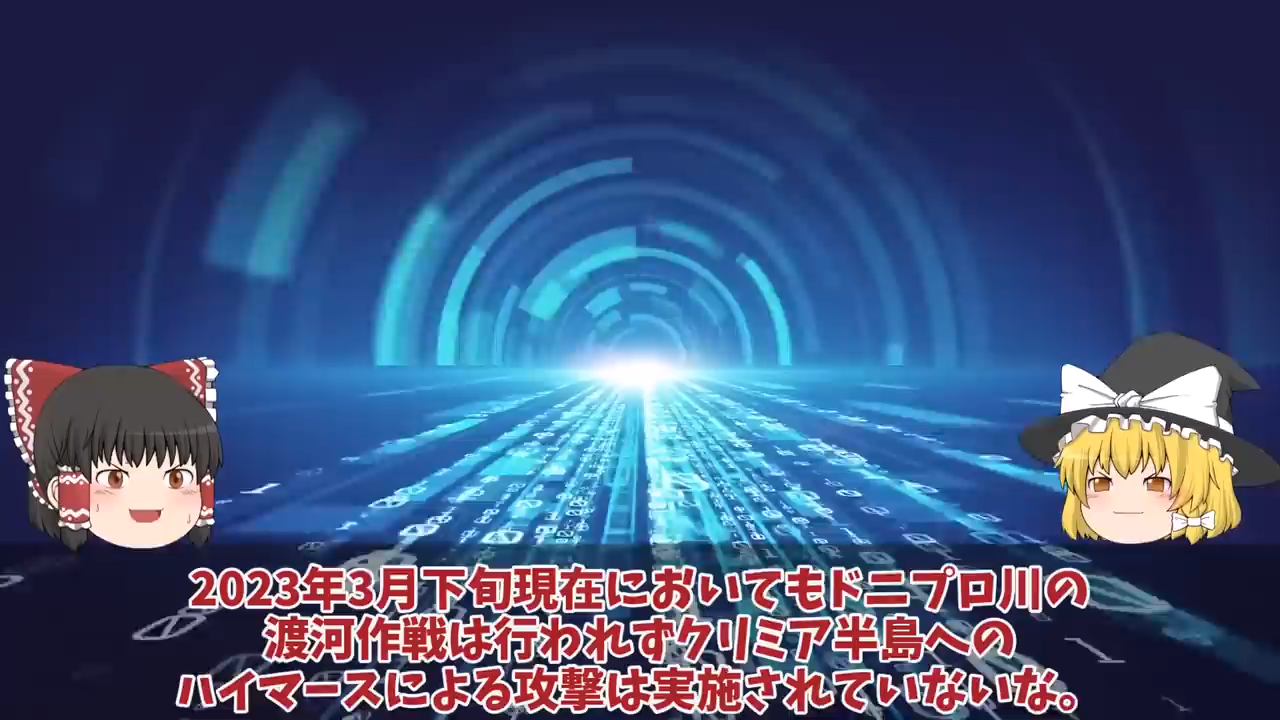 2023年3月下旬現在においてもドニプロ川の
渡河作戦は行われずクリミア半島への
ハイマースによる攻撃は実施されていないな。